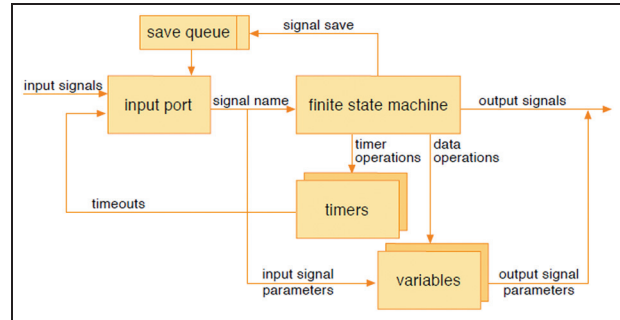 save queue
signal save
input signals
input port
signal name
finite state machine
output signals
timer
operations
data
operations
timeouts
timers
input signal
parameters
variables
output signal
parameters